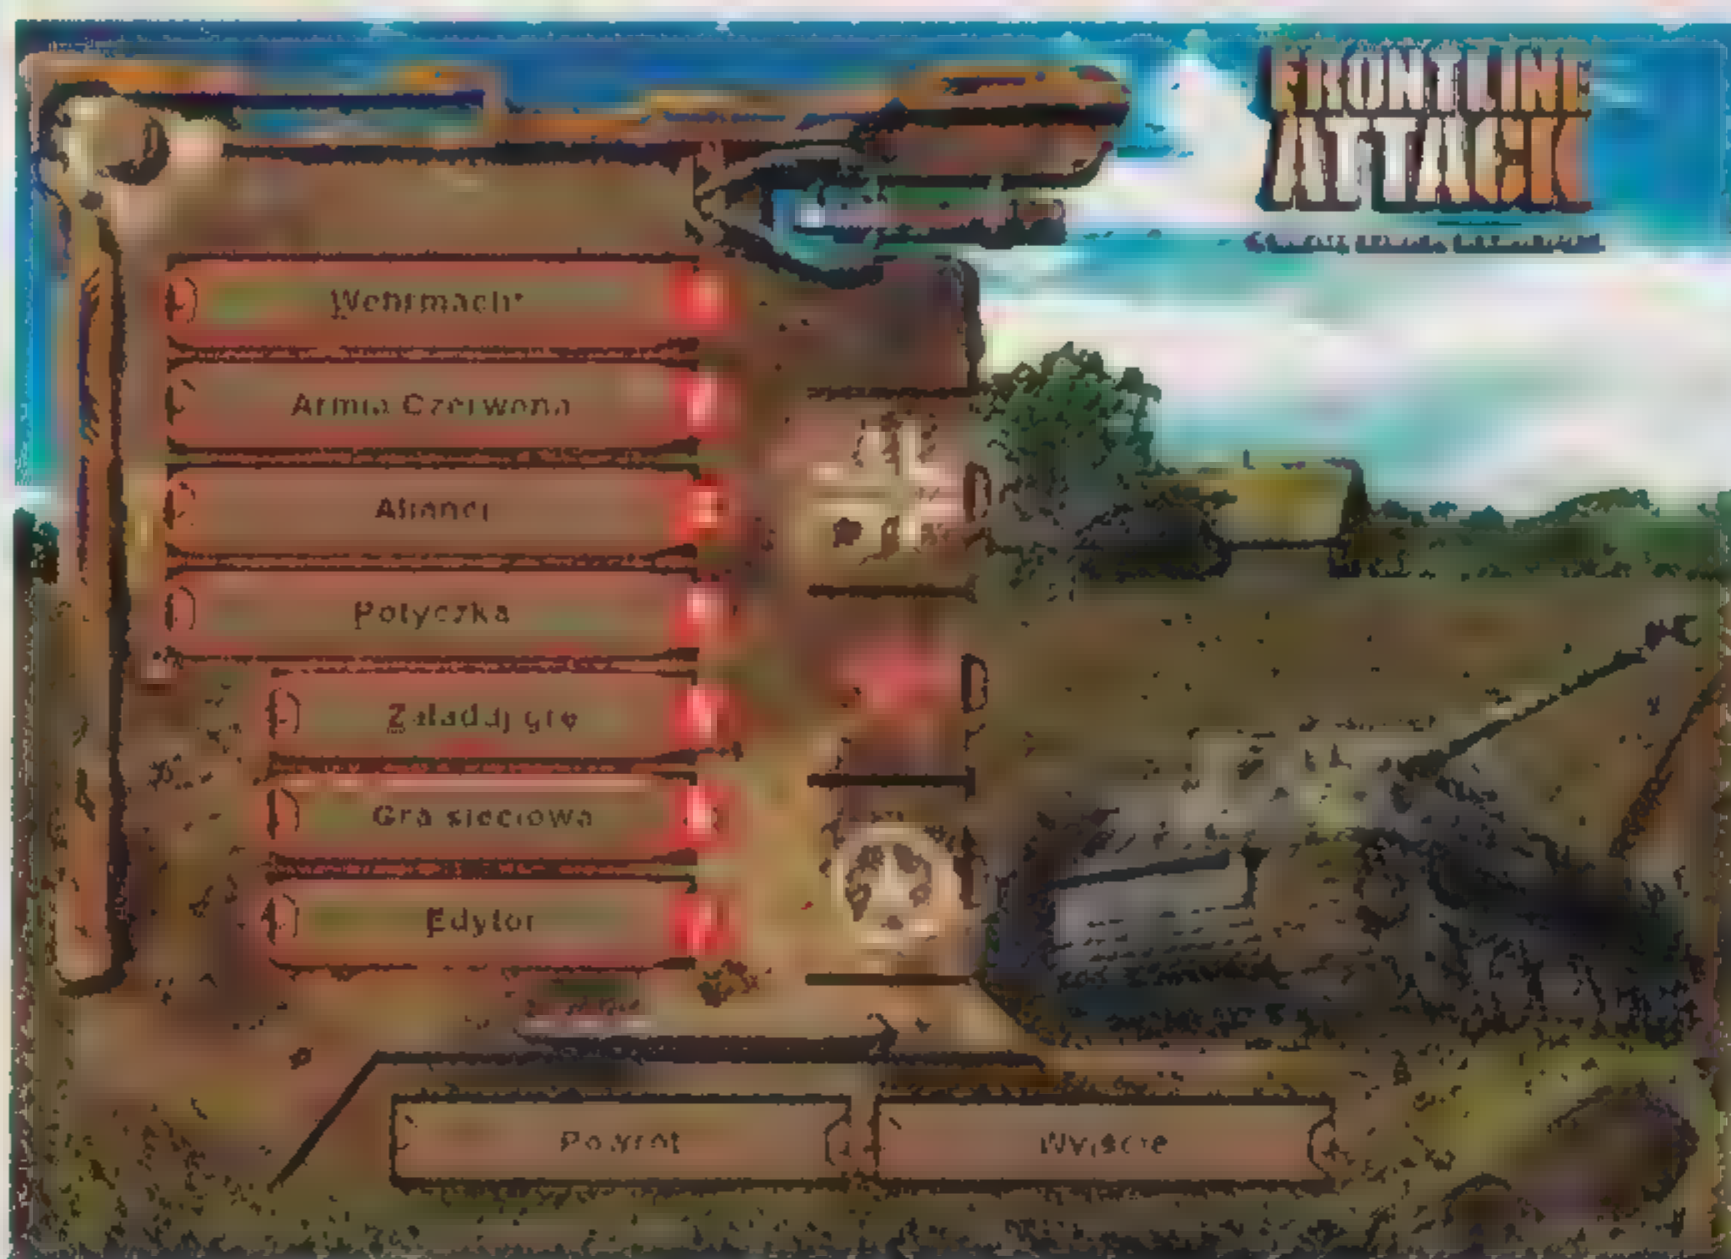 FRONTLINE
ATTACK
Wehrmacht
Armia Czerwona
Alianci
Potyczka
Załaduj grę
Gra sieciowa
Edytor
Powrót
Wyjście